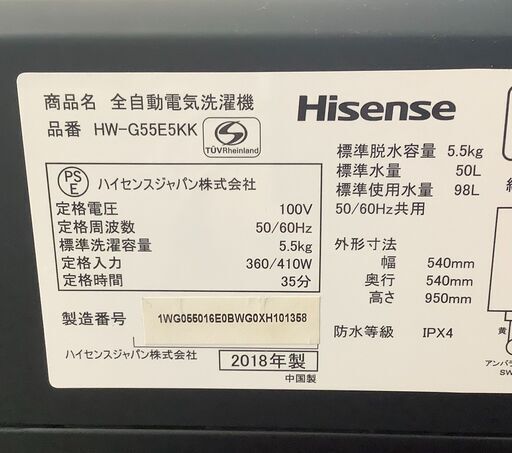 商品名 全自動電気洗濯機
品番 HW-G55E5KK
TÜVRheinland
Hisense
PS
E
ハイセンスジャパン株式会社
定格電圧 100V
定格周波数 50/60Hz
標準洗濯容量 5.5kg
定格入力 360/410W
定格時間 35分
製造番号 1WG055016E0BWG0XH101358
ハイセンスジャパン株式会社 2018年製
中国製
標準脱水容量 5.5kg
標準水量 50L
標準使用水量 98L
50/60Hz共用
外形寸法
幅 540mm
奥行 540mm
高さ 950mm
防水等級 IPX4
黄
アンバラ
SW